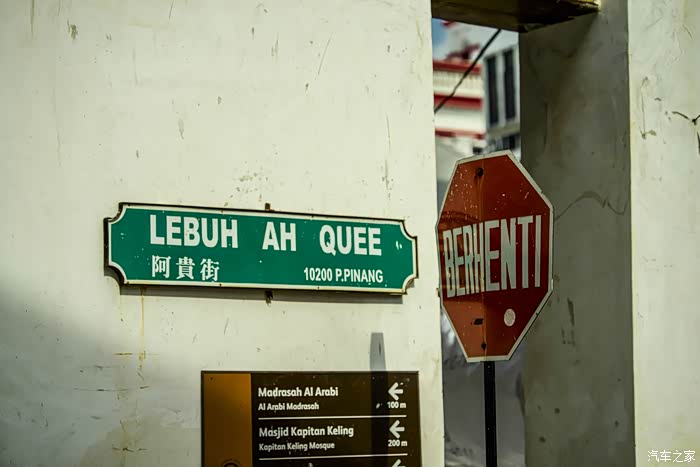 LEBUH AH QUEE
阿貴街 10200 P.PINANG
BERHENTI
Madrasah Al Arabi
Al Arabi Madrasah
100 m
Masjid Kapitan Keling
Kapitan Keling Mosque
200 m
汽车之家